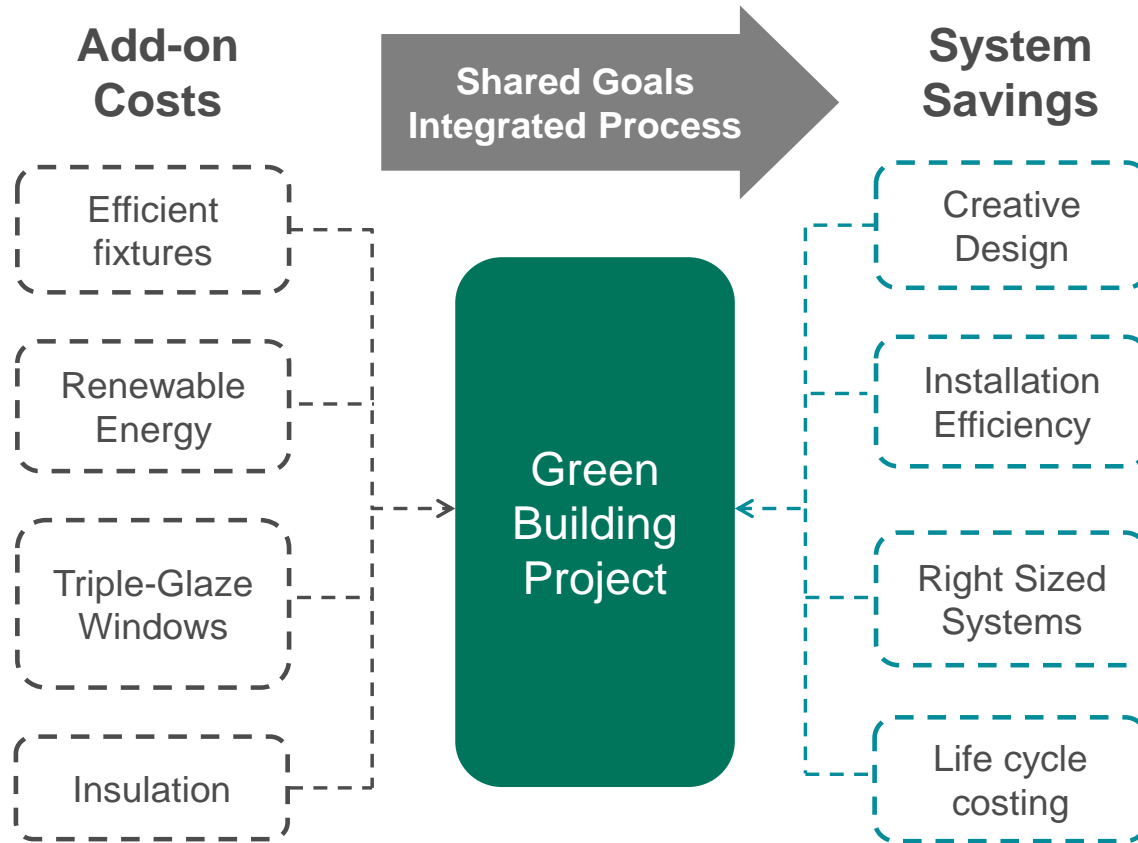 Add-on
Costs
Shared Goals
Integrated Process
System
Savings
Efficient
fixtures
Renewable
Energy
Triple-Glaze
Windows
Insulation
Green
Building
Project
Creative
Design
Installation
Efficiency
Right Sized
Systems
Life cycle
costing